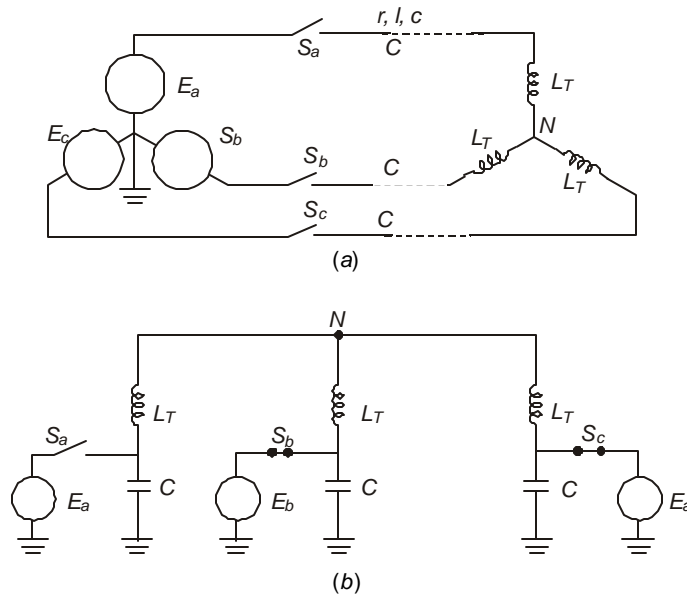 r, l, c
S_a C
E_a L_T
E_c S_b N
L_T
S_b C L_T
S_c C
(a)
N
L_T L_T L_T
S_a S_b S_c
E_a C E_b C C E_a
(b)